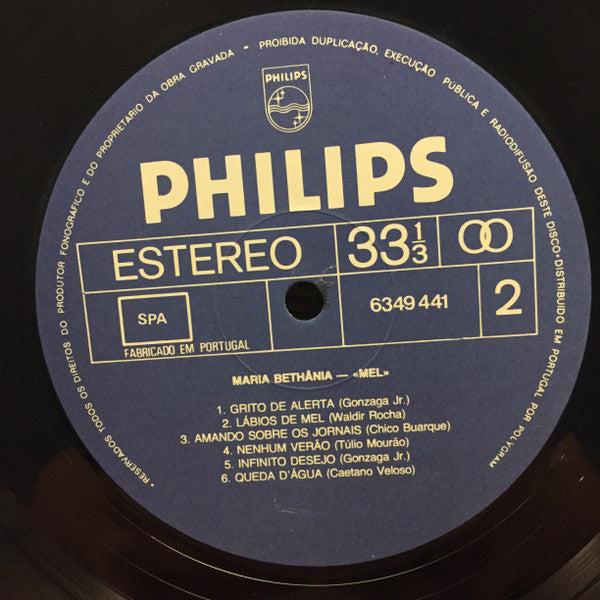 • RESERVADOS TODOS OS DIREITOS DO PRODUTOR FONOGRÁFICO E DO PROPRIETÁRIO DA OBRA GRAVADA • PROIBIDA DUPLICAÇÃO, EXECUÇÃO PÚBLICA E RADIODIFUSÃO DESTE DISCO • DISTRIBUIDO EM PORTUGAL POR POLYGRAM
PHILIPS
PHILIPS
ESTEREO 33 1/3
SPA 6349 441 2
FABRICADO EM PORTUGAL
MARIA BETHÂNIA — «MEL»
1. GRITO DE ALERTA (Gonzaga Jr.)
2. LÁBIOS DE MEL (Waldir Rocha)
3. AMANDO SOBRE OS JORNAIS (Chico Buarque)
4. NENHUM VERÃO (Túlio Mourão)
5. INFINITO DESEJO (Gonzaga Jr.)
6. QUEDA D'ÁGUA (Caetano Veloso)